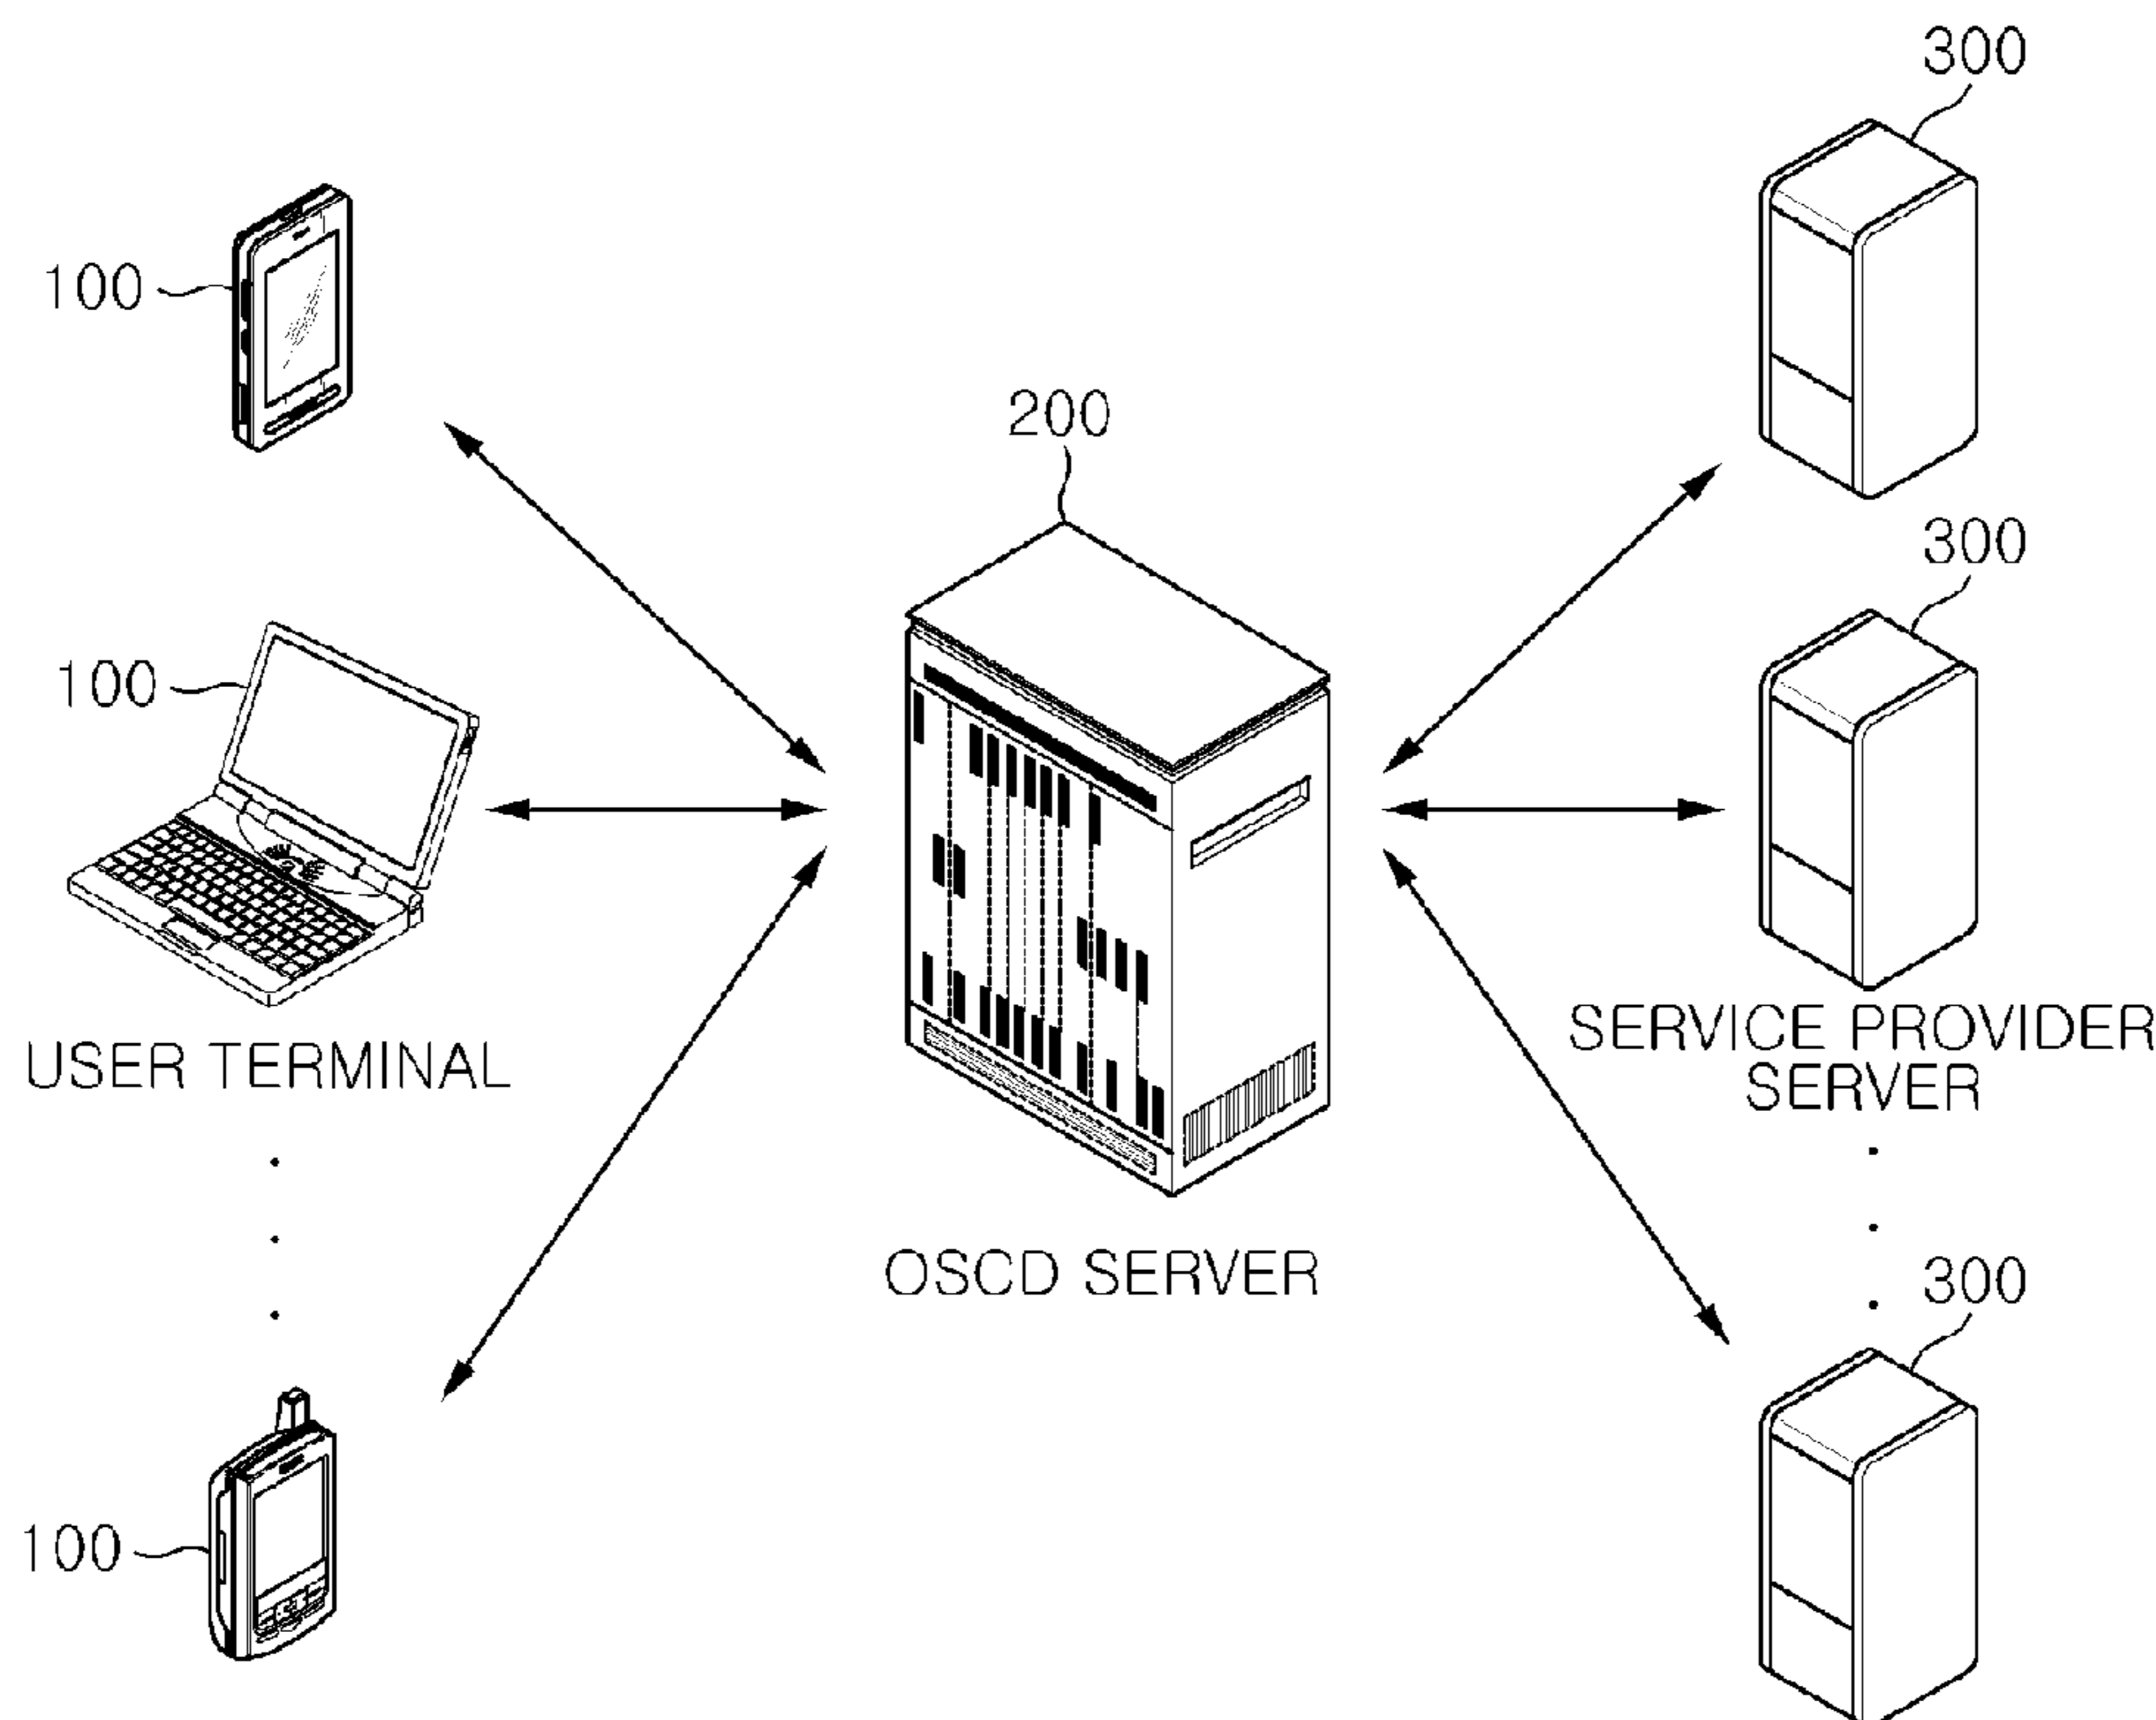 300
100
200
300
100
SERVICE PROVIDER
SERVER
USER TERMINAL
OSCD SERVER
300
100